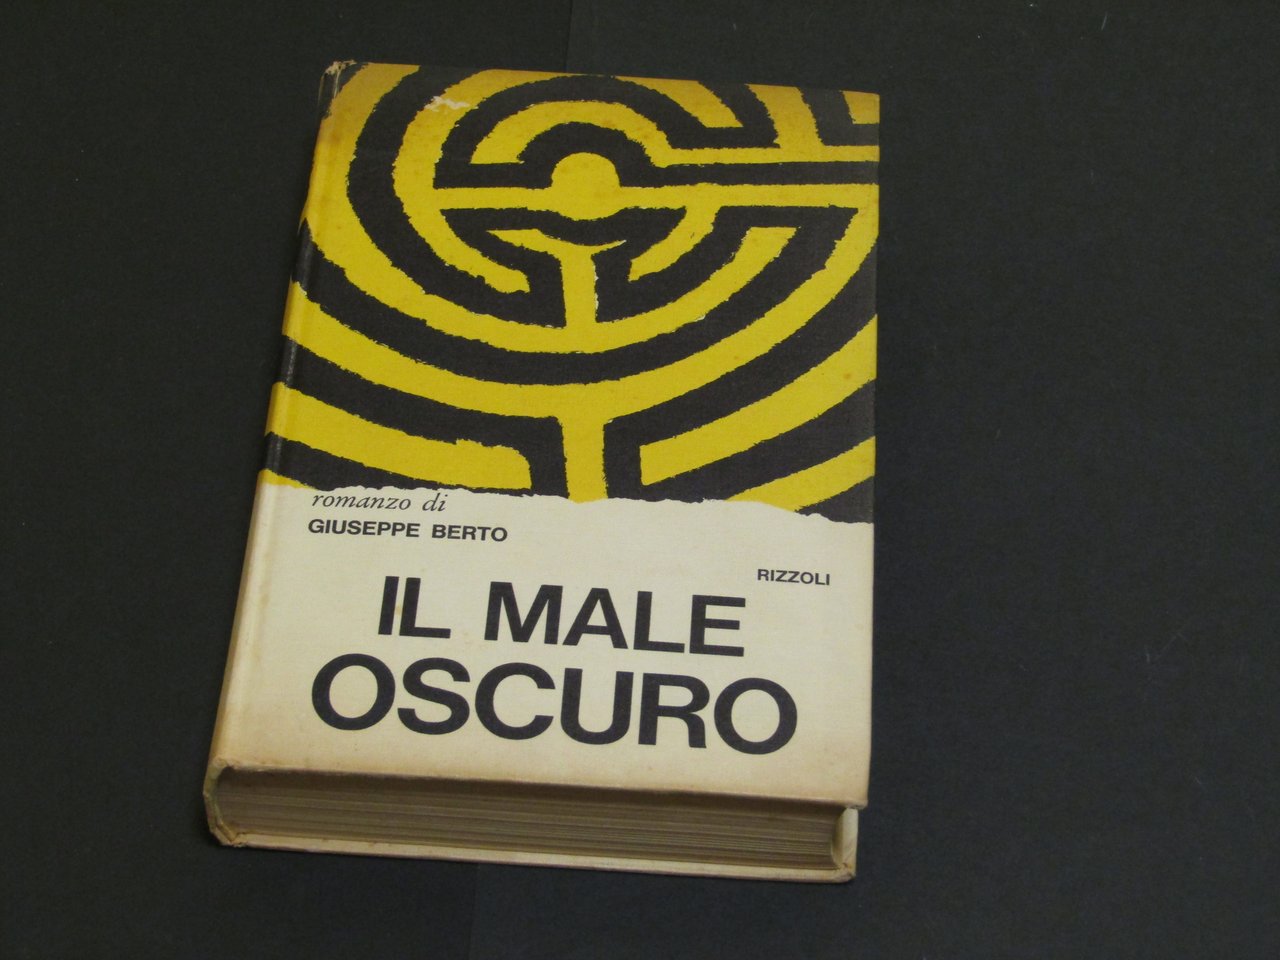 romanzo di
GIUSEPPE BERTO
RIZZOLI
IL MALE
OSCURO